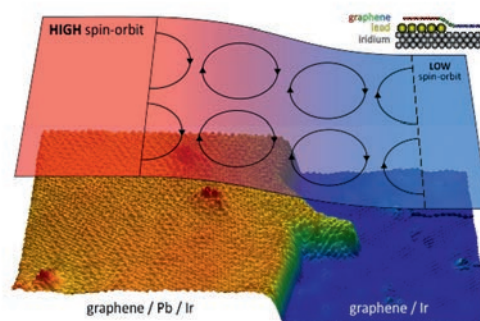 graphene
lead
iridium
HIGH spin-orbit
LOW
spin-orbit
graphene / Pb / Ir
graphene / Ir